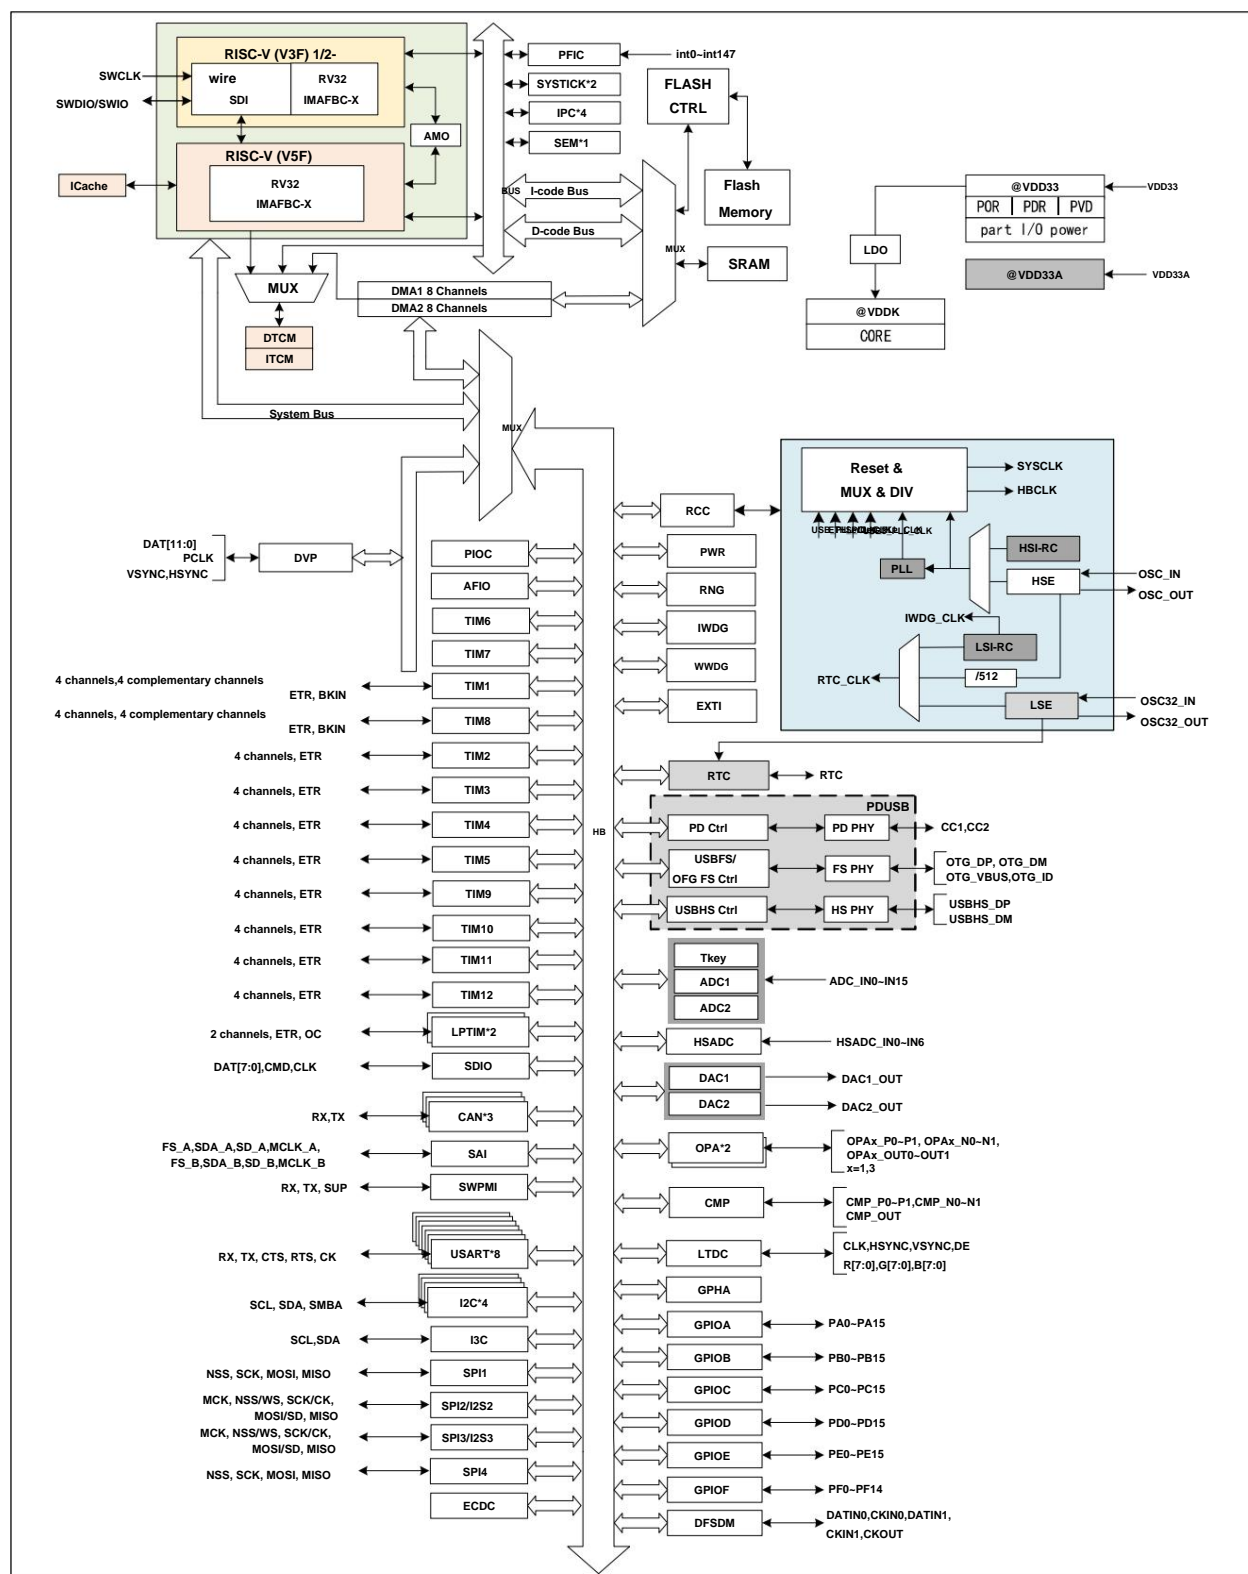 RISC-V (V3F) 1/2-
SWCLK
SWDIO/SWIO
wire
SDI
RV32
IMAFBC-X
AMO
RISC-V (V5F)
RV32
IMAFBC-X
ICache
MUX
DTCM
ITCM
PFIC
int0~int147
SYSTICK*2
IPC*4
SEM*1
BUS
I-code Bus
D-code Bus
MUX
FLASH
CTRL
Flash
Memory
SRAM
DMA1 8 Channels
DMA2 8 Channels
System Bus
MUX
@VDD33
POR
PDR
PVD
part I/O power
VDD33
LDO
@VDD33A
VDD33A
@VDDK
CORE
Reset &
MUX & DIV
SYSCLK
HBCLK
PLL
HSI-RC
HSE
OSC_IN
OSC_OUT
IWDG_CLK
LSI-RC
RTC_CLK
/512
LSE
OSC32_IN
OSC32_OUT
DAT[11:0]
PCLK
VSYNC,HSYNC
DVP
PIOC
AFIO
TIM6
TIM7
4 channels,4 complementary channels
ETR, BKIN
TIM1
4 channels, 4 complementary channels
ETR, BKIN
TIM8
4 channels, ETR
TIM2
4 channels, ETR
TIM3
4 channels, ETR
TIM4
4 channels, ETR
TIM5
4 channels, ETR
TIM9
4 channels, ETR
TIM10
4 channels, ETR
TIM11
4 channels, ETR
TIM12
2 channels, ETR, OC
LPTIM*2
DAT[7:0],CMD,CLK
SDIO
RX,TX
CAN*3
FS_A,SDA_A,SD_A,MCLK_A,
FS_B,SDA_B,SD_B,MCLK_B
SAI
RX, TX, SUP
SWPMI
RX, TX, CTS, RTS, CK
USART*8
SCL, SDA, SMBA
I2C*4
SCL,SDA
I3C
NSS, SCK, MOSI, MISO
SPI1
MCK, NSS/WS, SCK/CK,
MOSI/SD, MISO
SPI2/I2S2
MCK, NSS/WS, SCK/CK,
MOSI/SD, MISO
SPI3/I2S3
NSS, SCK, MOSI, MISO
SPI4
ECDC
HB
RCC
PWR
RNG
IWDG
WWDG
EXTI
RTC
RTC
PDUSB
PD Ctrl
PD PHY
CC1,CC2
USBFS/
OFG FS Ctrl
FS PHY
OTG_DP, OTG_DM
OTG_VBUS,OTG_ID
USBHS Ctrl
HS PHY
USBHS_DP
USBHS_DM
Tkey
ADC1
ADC2
ADC_IN0~IN15
HSADC
HSADC_IN0~IN6
DAC1
DAC1_OUT
DAC2
DAC2_OUT
OPA*2
OPAx_P0~P1, OPAx_N0~N1,
OPAx_OUT0~OUT1
x=1,3
CMP
CMP_P0~P1,CMP_N0~N1
CMP_OUT
LTDC
CLK,HSYNC,VSYNC,DE
R[7:0],G[7:0],B[7:0]
GPHA
GPIOA
PA0~PA15
GPIOB
PB0~PB15
GPIOC
PC0~PC15
GPIOD
PD0~PD15
GPIOE
PE0~PE15
GPIOF
PF0~PF14
DFSDM
DATIN0,CKIN0,DATIN1,
CKIN1,CKOUT